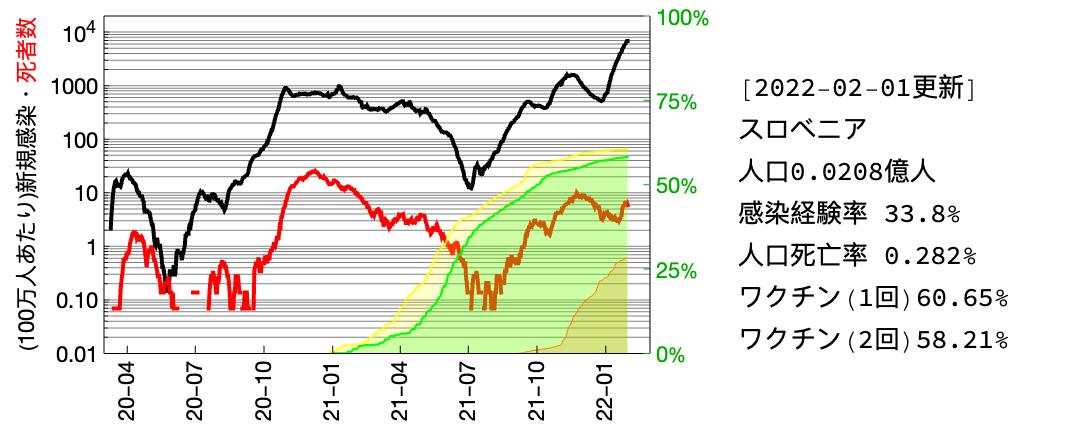 (100万人あたり)新規感染・死者数
10⁴
1000
100
10
1
0.10
0.01
100%
75%
50%
25%
0%
20-04
20-07
20-10
21-01
21-04
21-07
21-10
22-01
[2022-02-01更新]
スロベニア
人口0.0208億人
感染経験率 33.8%
人口死亡率 0.282%
ワクチン(1回)60.65%
ワクチン(2回)58.21%